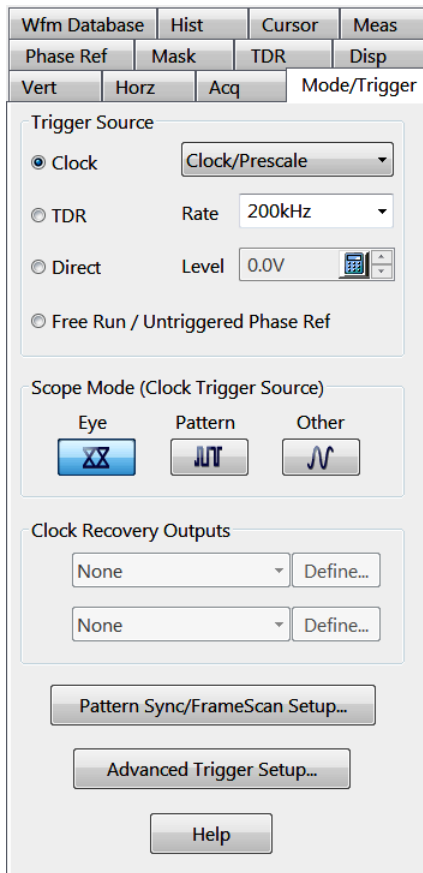 Wfm Database Hist Cursor Meas
Phase Ref Mask TDR Disp
Vert Horz Acq Mode/Trigger
Trigger Source
Clock Clock/Prescale
TDR Rate 200kHz
Direct Level 0.0V
Free Run / Untriggered Phase Ref
Scope Mode (Clock Trigger Source)
Eye Pattern Other
Clock Recovery Outputs
None Define...
None Define...
Pattern Sync/FrameScan Setup...
Advanced Trigger Setup...
Help